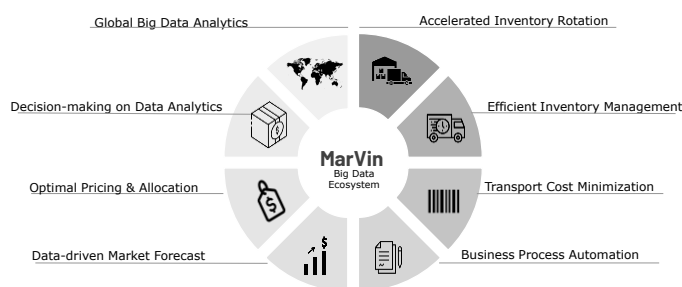 Global Big Data Analytics
Accelerated Inventory Rotation
Decision-making on Data Analytics
Efficient Inventory Management
MarVin
Big Data
Ecosystem
Optimal Pricing & Allocation
Transport Cost Minimization
Data-driven Market Forecast
Business Process Automation
$
$
$